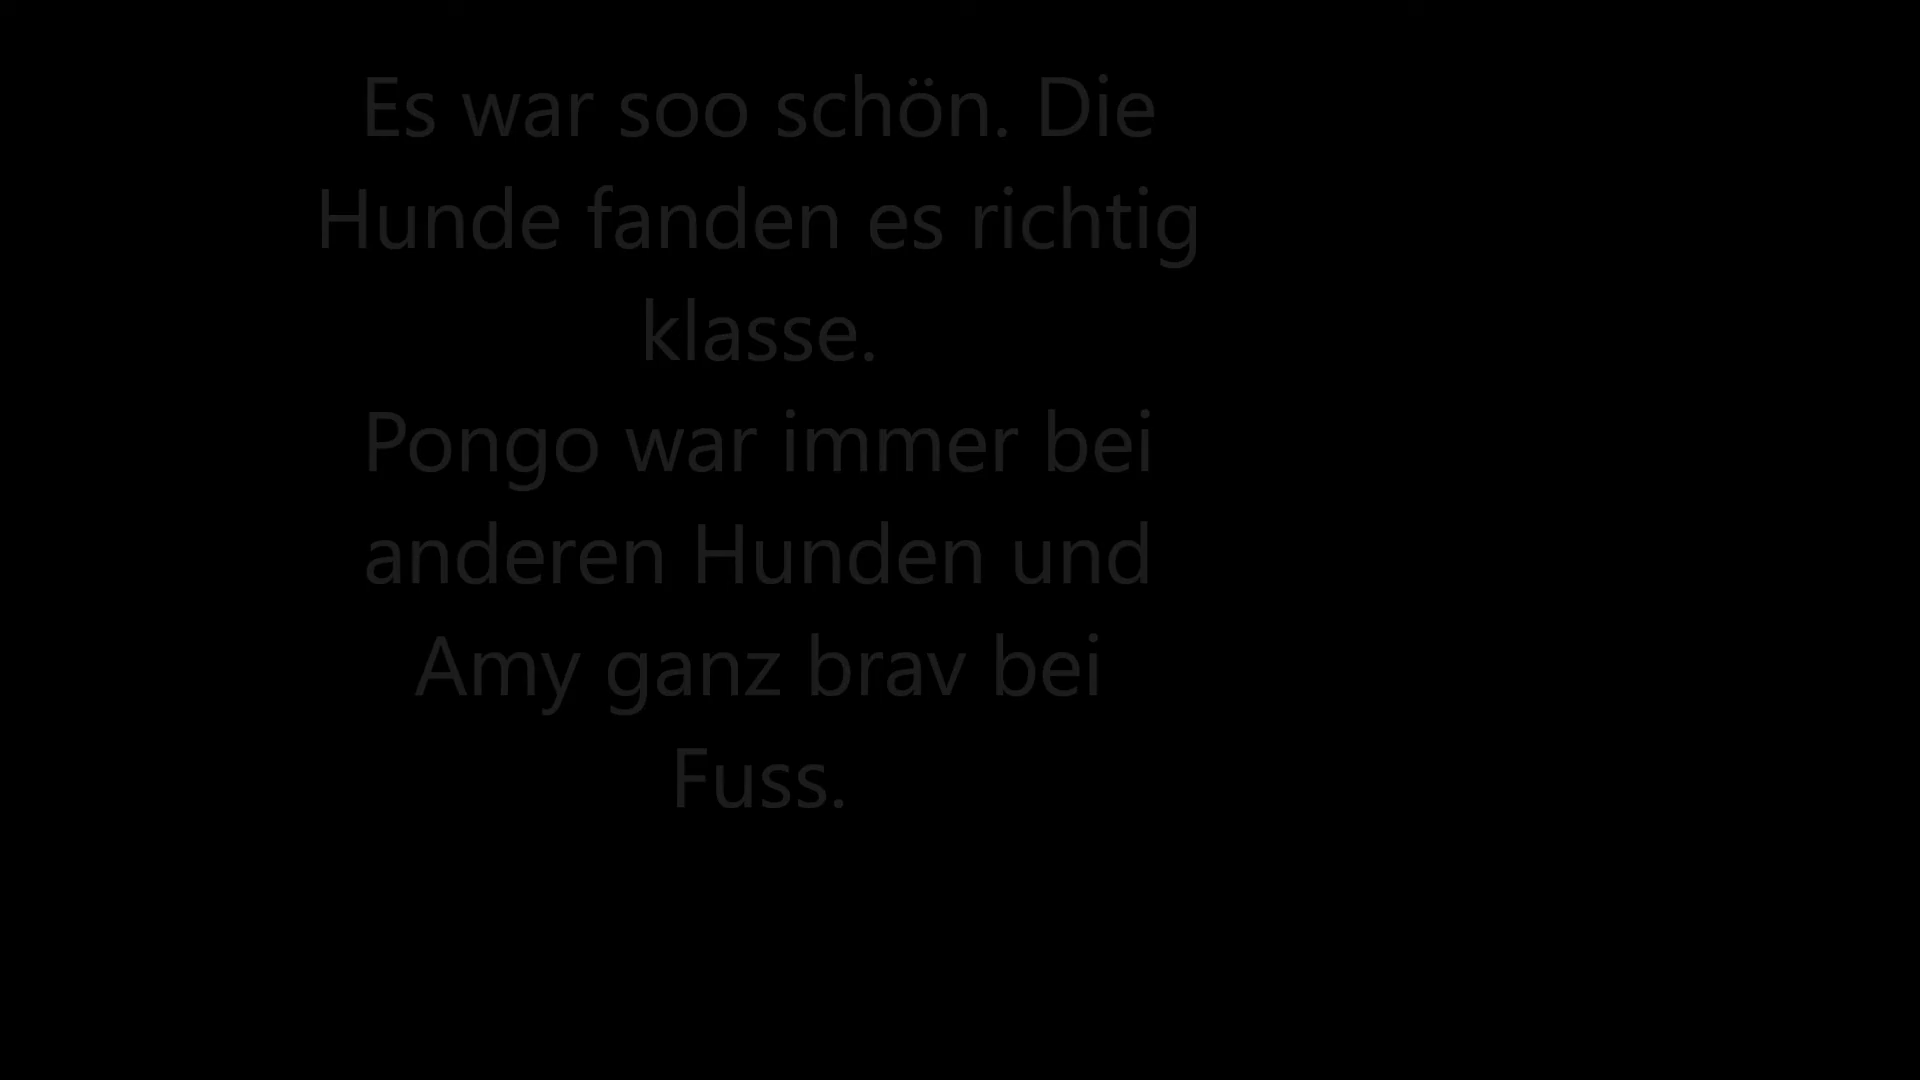 Es war soo schön. Die
Hunde fanden es richtig
klasse.
Pongo war immer bei
anderen Hunden und
Amy ganz brav bei
Fuss.